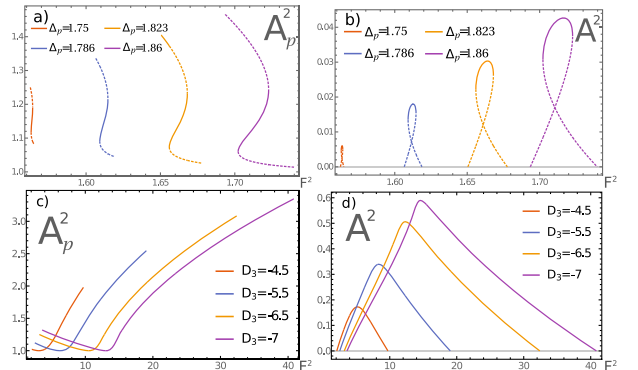 a)
Δp=1.75 Δp=1.823
Δp=1.786 Δp=1.86
A²p
1.4
1.3
1.2
1.1
1.0
1.60 1.65 1.70
F²
b)
Δp=1.75 Δp=1.823
Δp=1.786 Δp=1.86
A²
0.04
0.03
0.02
0.01
0.00
1.60 1.65 1.70
F²
c)
A²p
D₃=-4.5
D₃=-5.5
D₃=-6.5
D₃=-7
3.0
2.5
2.0
1.5
1.0
10 20 30 40
F²
d)
A²
D₃=-4.5
D₃=-5.5
D₃=-6.5
D₃=-7
0.6
0.5
0.4
0.3
0.2
0.1
0.0
10 20 30 40
F²